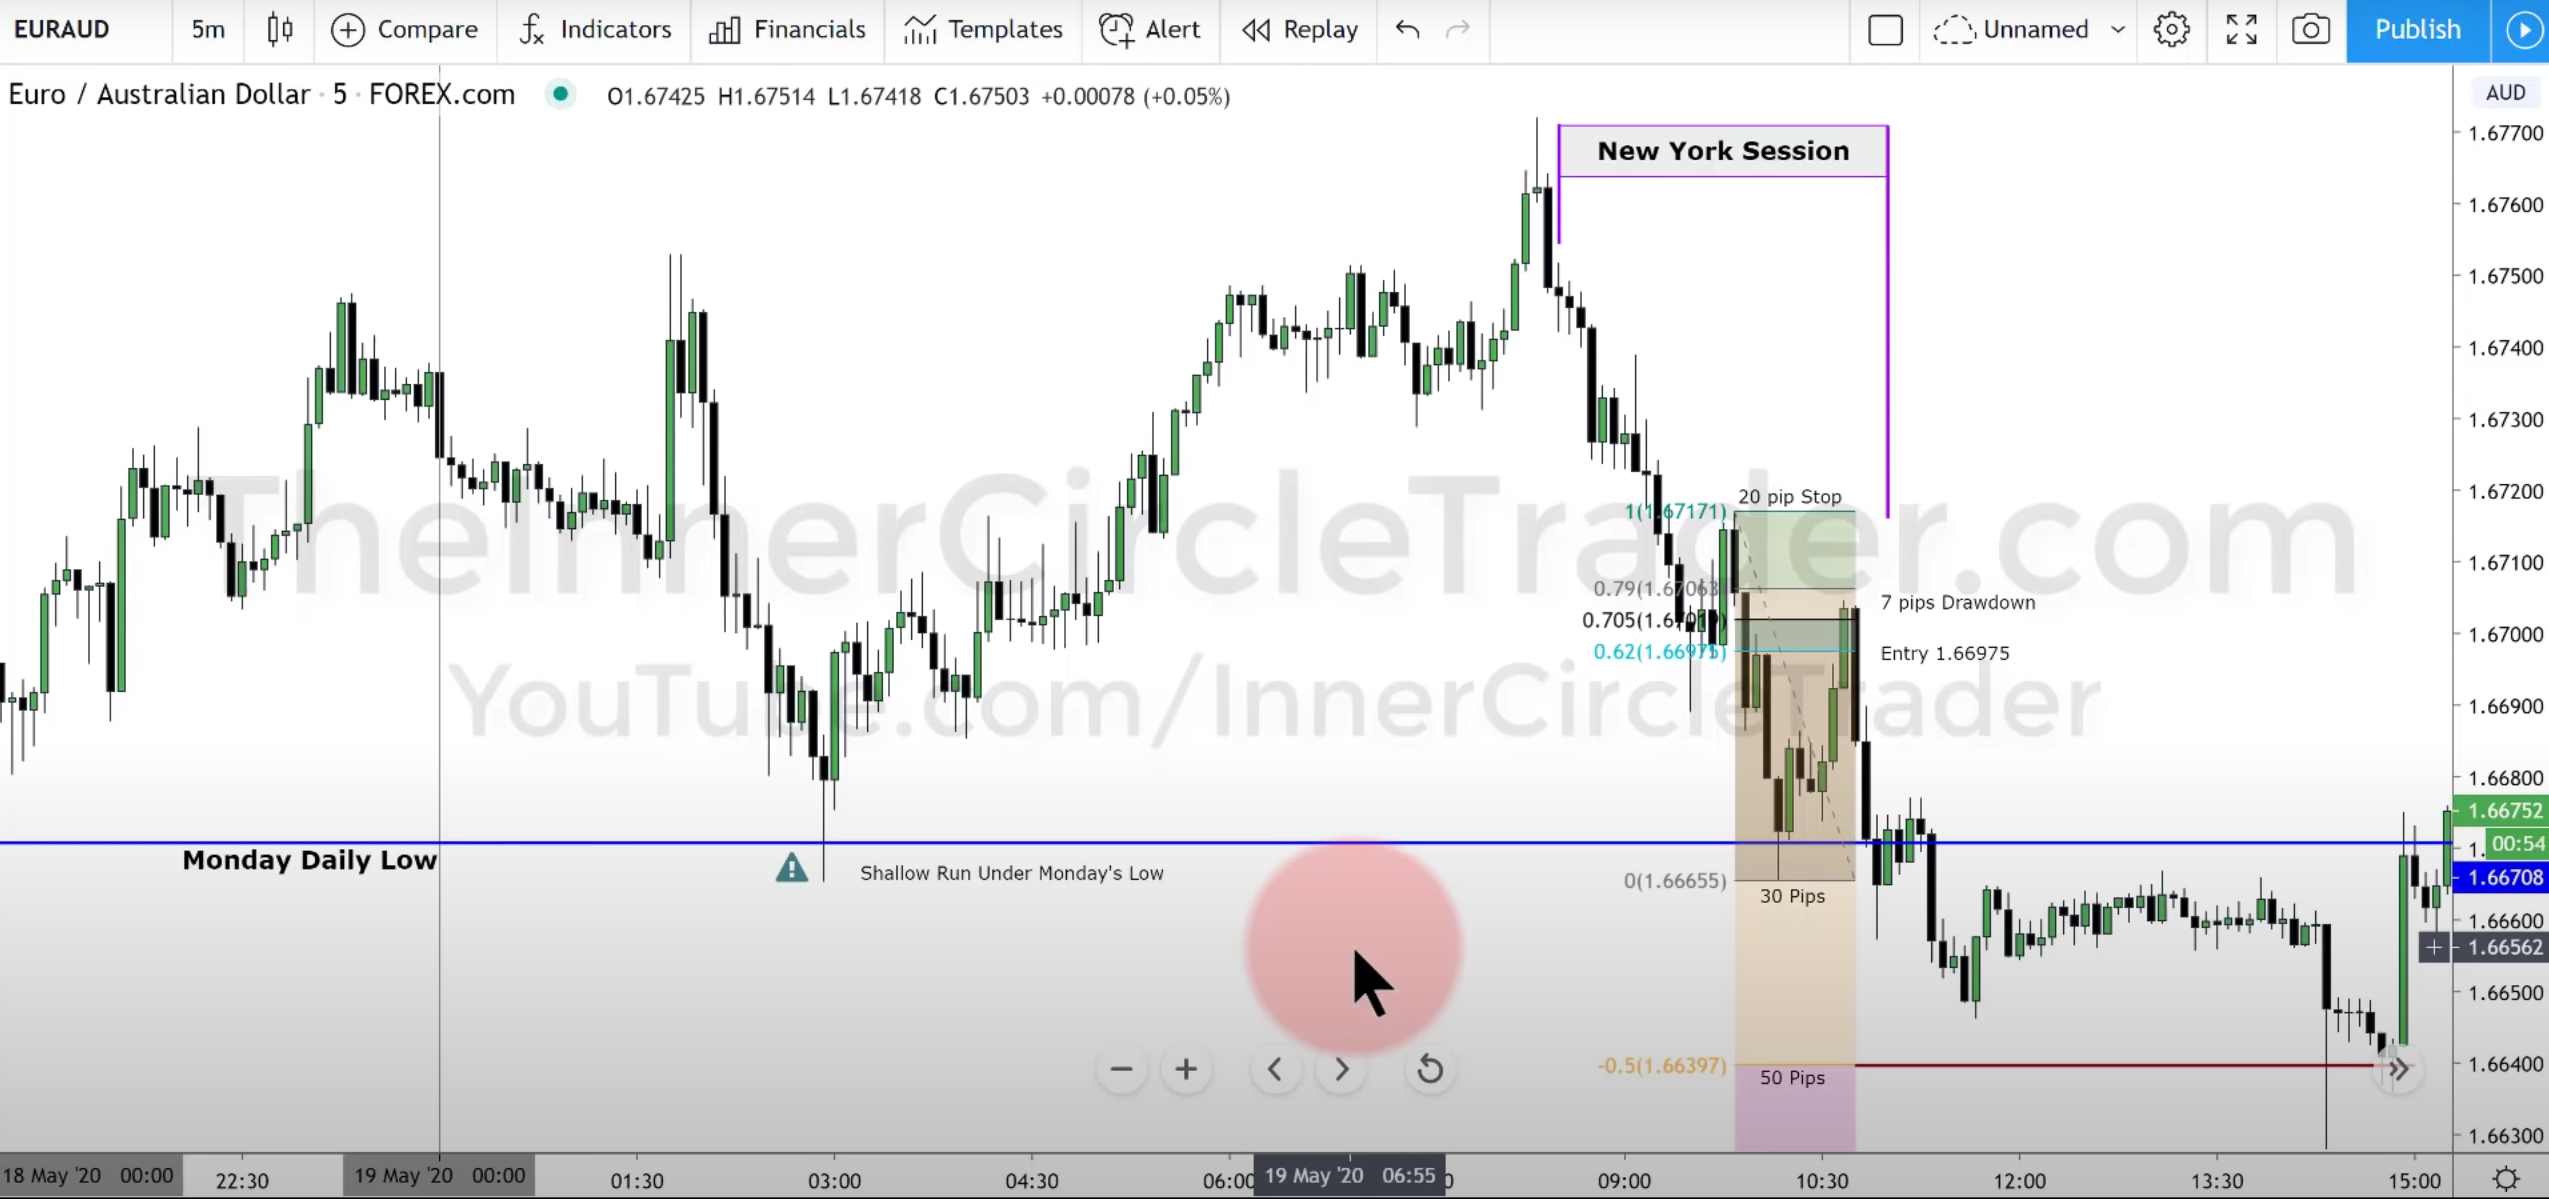 EURAUD
5m
Compare
Indicators
Financials
Templates
Alert
Replay
Unnamed
Publish
Euro / Australian Dollar · 5 · FOREX.com
O1.67425 H1.67514 L1.67418 C1.67503 +0.00078 (+0.05%)
AUD
New York Session
TheInnerCircleTrader.com
YouTube.com/InnerCircleTrader
20 pip Stop
1(1.67171)
0.79(1.67063)
0.705(1.67019)
0.62(1.66975)
7 pips Drawdown
Entry 1.66975
Monday Daily Low
Shallow Run Under Monday's Low
0(1.66655)
30 Pips
-0.5(1.66397)
50 Pips
1.67700
1.67600
1.67500
1.67400
1.67300
1.67200
1.67100
1.67000
1.66900
1.66800
1.66752
00:54
1.66708
1.66600
1.66562
1.66500
1.66400
1.66300
18 May '20 00:00
22:30
19 May '20 00:00
01:30
03:00
04:30
06:00
19 May '20 06:55
09:00
10:30
12:00
13:30
15:00